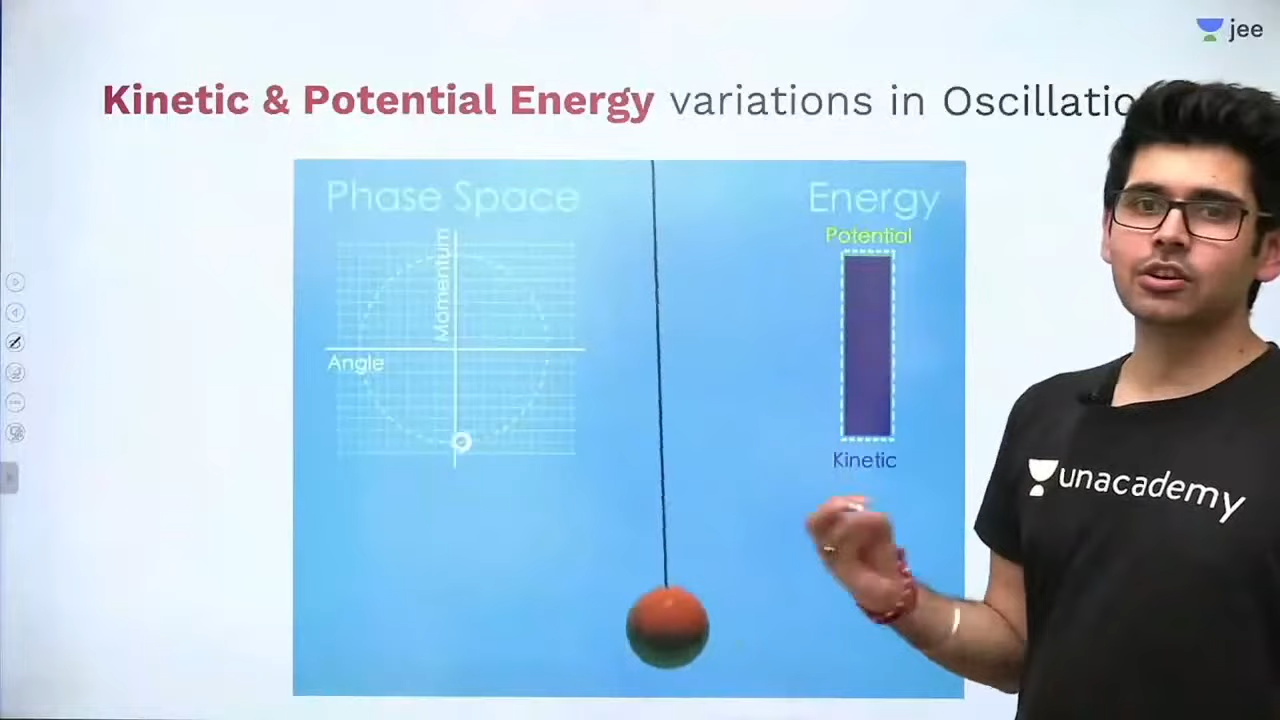 jee
Kinetic & Potential Energy variations in Oscillatio
Phase Space
Momentum
Angle
Energy
Potential
Kinetic
unacademy